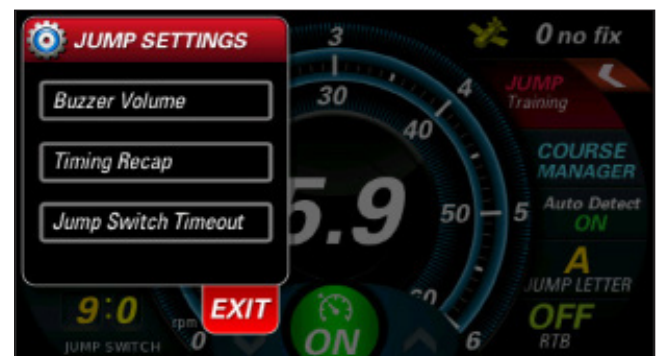 JUMP SETTINGS
Buzzer Volume
Timing Recap
Jump Switch Timeout
EXIT
3
4
30
40
50
5
60
6
5.9
0 no fix
JUMP
Training
COURSE
MANAGER
Auto Detect
ON
A
JUMP LETTER
OFF
RTB
9:0
JUMP SWITCH
rpm
0
ON